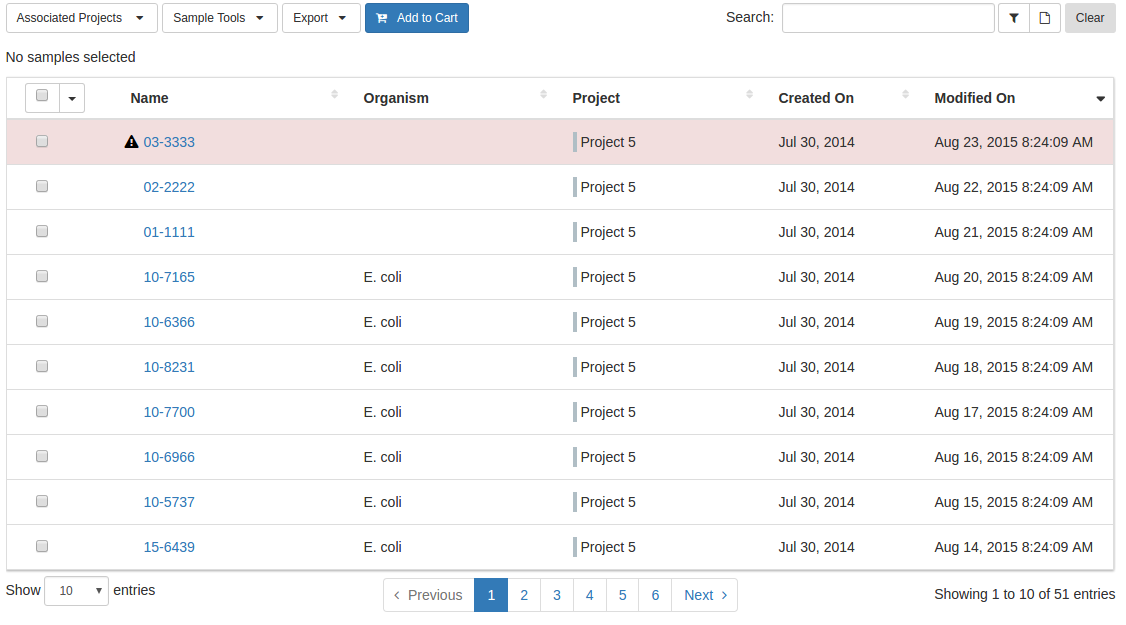 Associated Projects Sample Tools Export Add to Cart Search: Clear
No samples selected
Name Organism Project Created On Modified On
03-3333 Project 5 Jul 30, 2014 Aug 23, 2015 8:24:09 AM
02-2222 Project 5 Jul 30, 2014 Aug 22, 2015 8:24:09 AM
01-1111 Project 5 Jul 30, 2014 Aug 21, 2015 8:24:09 AM
10-7165 E. coli Project 5 Jul 30, 2014 Aug 20, 2015 8:24:09 AM
10-6366 E. coli Project 5 Jul 30, 2014 Aug 19, 2015 8:24:09 AM
10-8231 E. coli Project 5 Jul 30, 2014 Aug 18, 2015 8:24:09 AM
10-7700 E. coli Project 5 Jul 30, 2014 Aug 17, 2015 8:24:09 AM
10-6966 E. coli Project 5 Jul 30, 2014 Aug 16, 2015 8:24:09 AM
10-5737 E. coli Project 5 Jul 30, 2014 Aug 15, 2015 8:24:09 AM
15-6439 E. coli Project 5 Jul 30, 2014 Aug 14, 2015 8:24:09 AM
Show 10 entries ‹ Previous 1 2 3 4 5 6 Next › Showing 1 to 10 of 51 entries